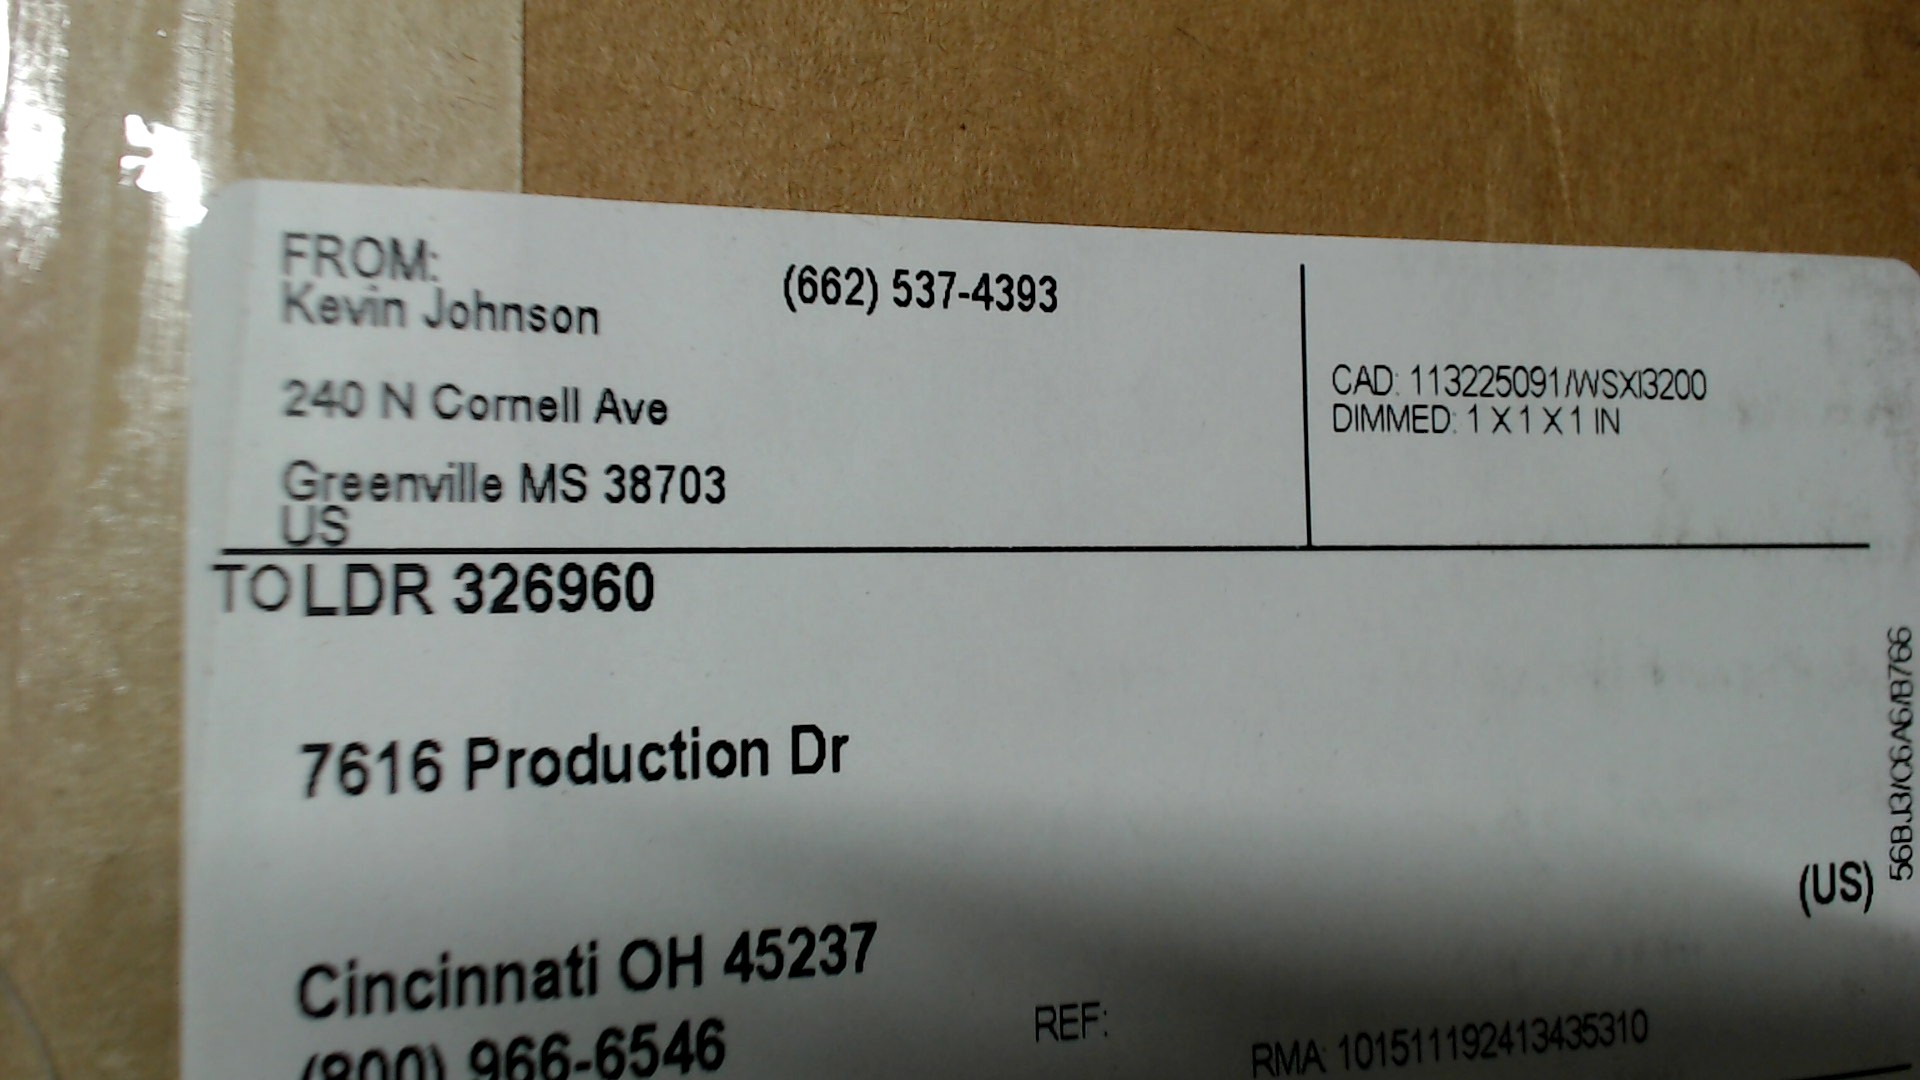 FROM:
Kevin Johnson
(662) 537-4393
240 N Cornell Ave
Greenville MS 38703
US
CAD: 113225091/WSXI3200
DIMMED: 1 X 1 X 1 IN
TO LDR 326960
7616 Production Dr
Cincinnati OH 45237
(US)
(800) 966-6546
REF:
RMA: 101511192413435310
56BJ3/C6A6/B766